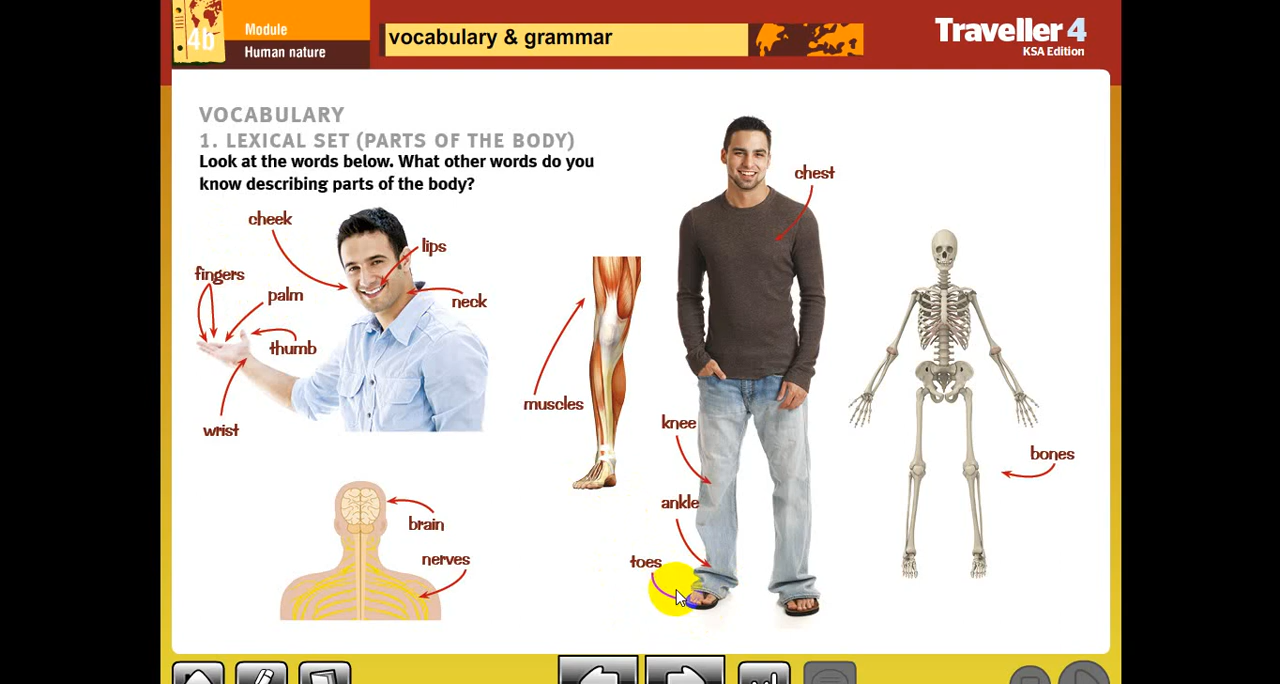 4b
Module
Human nature
vocabulary & grammar
Traveller 4
KSA Edition
VOCABULARY
1. LEXICAL SET (PARTS OF THE BODY)
Look at the words below. What other words do you
know describing parts of the body?
cheek
lips
fingers
palm
neck
thumb
wrist
brain
nerves
muscles
chest
knee
ankle
toes
bones